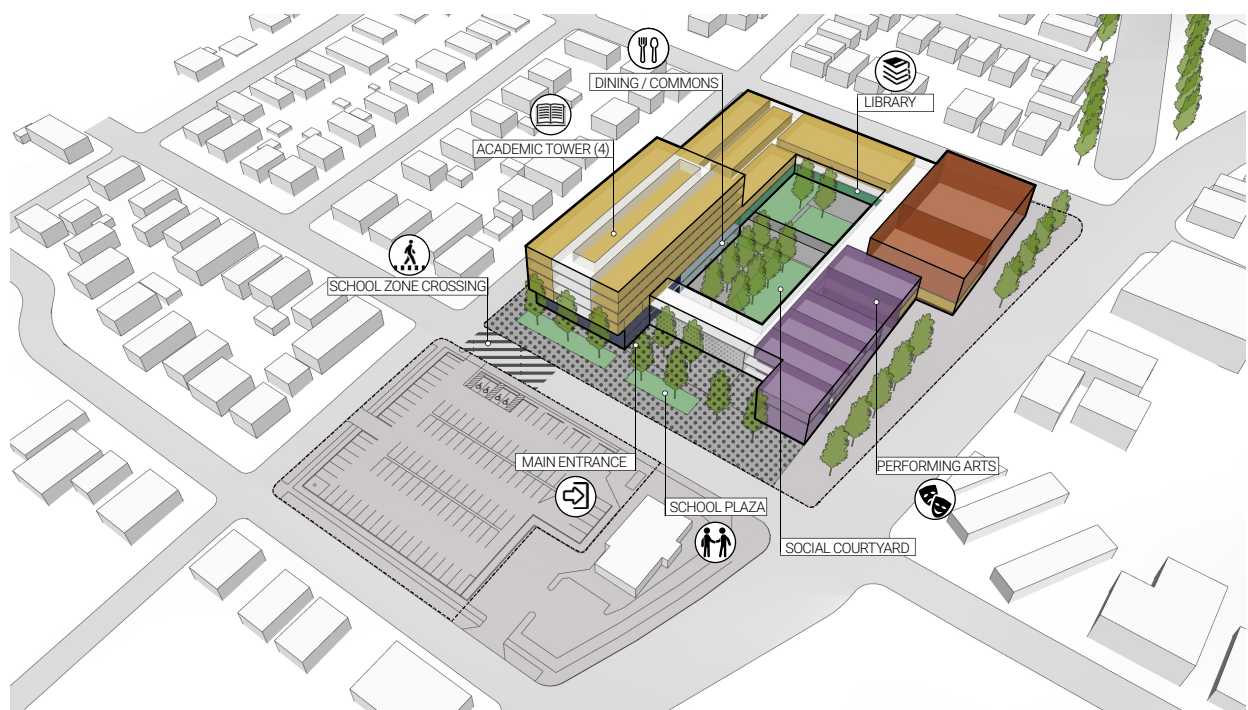 DINING / COMMONS
LIBRARY
ACADEMIC TOWER (4)
SCHOOL ZONE CROSSING
MAIN ENTRANCE
PERFORMING ARTS
SCHOOL PLAZA
SOCIAL COURTYARD